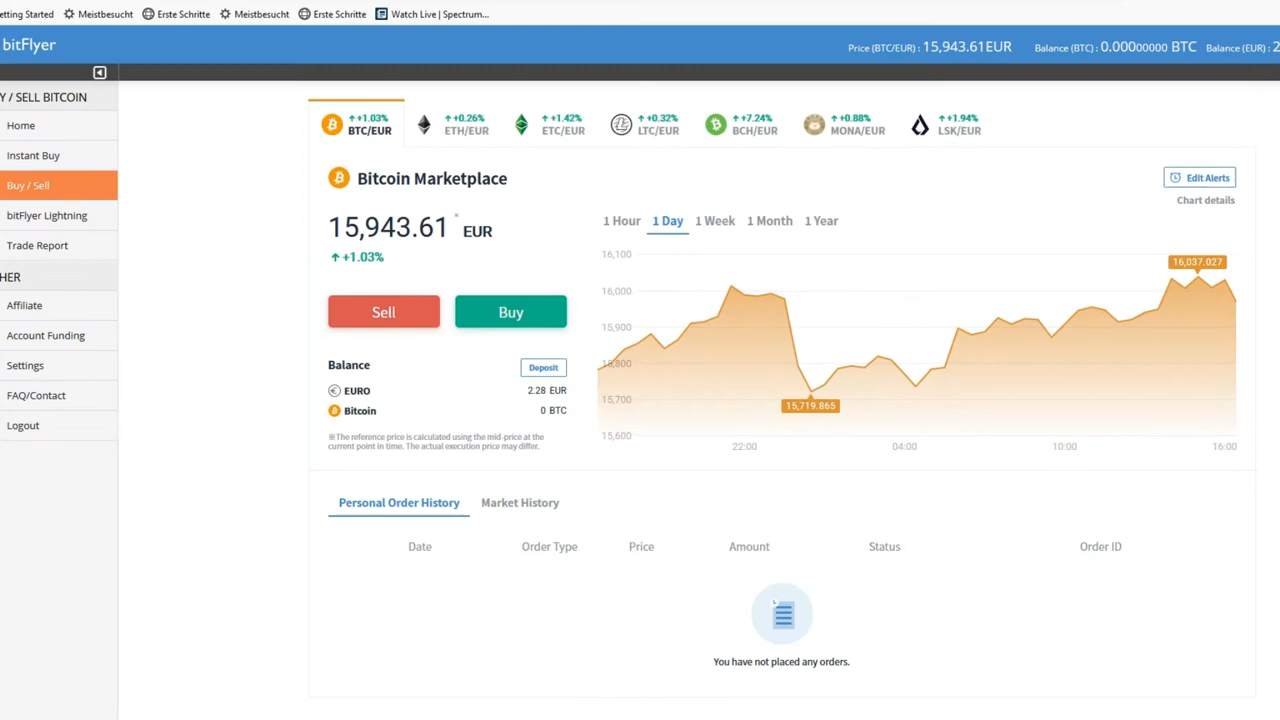 etting Started Meistbesucht Erste Schritte Meistbesucht Erste Schritte Watch Live | Spectrum...
bitFlyer
Price (BTC/EUR) : 15,943.61EUR Balance (BTC) : 0.00000000 BTC Balance (EUR) : 2
Y / SELL BITCOIN
Home
Instant Buy
Buy / Sell
bitFlyer Lightning
Trade Report
HER
Affiliate
Account Funding
Settings
FAQ/Contact
Logout
+1.03% +0.26% +1.42% +0.32% +7.24% +0.88% +1.94%
BTC/EUR ETH/EUR ETC/EUR LTC/EUR BCH/EUR MONA/EUR LSK/EUR
Bitcoin Marketplace
Edit Alerts
Chart details
15,943.61 * EUR
+1.03%
Sell Buy
Balance Deposit
EURO 2.28 EUR
Bitcoin 0 BTC
※The reference price is calculated using the mid-price at the
current point in time. The actual execution price may differ.
1 Hour 1 Day 1 Week 1 Month 1 Year
16,100
16,037.027
16,000
15,900
15,800
15,700
15,719.865
15,600
22:00 04:00 10:00 16:00
Personal Order History Market History
Date Order Type Price Amount Status Order ID
You have not placed any orders.